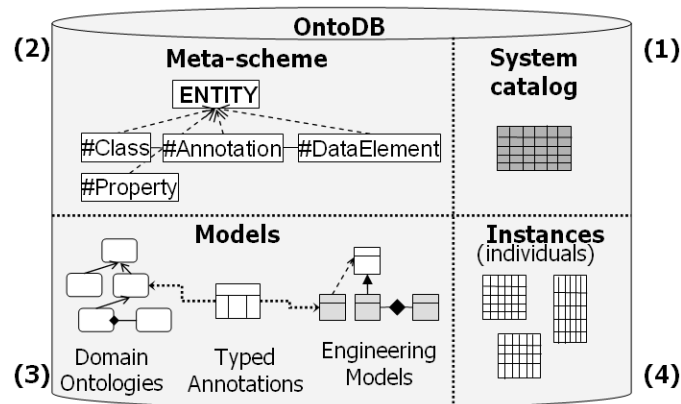 OntoDB
(2)
Meta-scheme
ENTITY
#Class
#Annotation
#DataElement
#Property
(1)
System
catalog
Models
Domain
Ontologies
Typed
Annotations
Engineering
Models
(3)
Instances
(individuals)
(4)